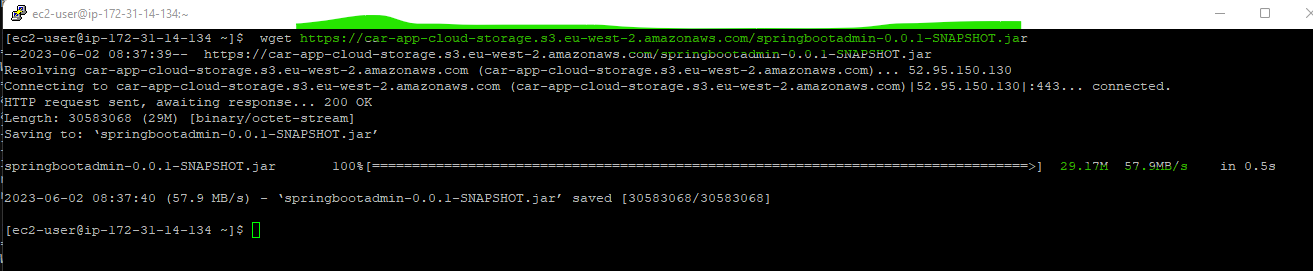 ec2-user@ip-172-31-14-134:~
[ec2-user@ip-172-31-14-134 ~]$  wget https://car-app-cloud-storage.s3.eu-west-2.amazonaws.com/springbootadmin-0.0.1-SNAPSHOT.jar
--2023-06-02 08:37:39--  https://car-app-cloud-storage.s3.eu-west-2.amazonaws.com/springbootadmin-0.0.1-SNAPSHOT.jar
Resolving car-app-cloud-storage.s3.eu-west-2.amazonaws.com (car-app-cloud-storage.s3.eu-west-2.amazonaws.com)... 52.95.150.130
Connecting to car-app-cloud-storage.s3.eu-west-2.amazonaws.com (car-app-cloud-storage.s3.eu-west-2.amazonaws.com)|52.95.150.130|:443... connected.
HTTP request sent, awaiting response... 200 OK
Length: 30583068 (29M) [binary/octet-stream]
Saving to: ‘springbootadmin-0.0.1-SNAPSHOT.jar’
springbootadmin-0.0.1-SNAPSHOT.jar       100%[===================================================================================>]  29.17M  57.9MB/s    in 0.5s
2023-06-02 08:37:40 (57.9 MB/s) - ‘springbootadmin-0.0.1-SNAPSHOT.jar’ saved [30583068/30583068]
[ec2-user@ip-172-31-14-134 ~]$